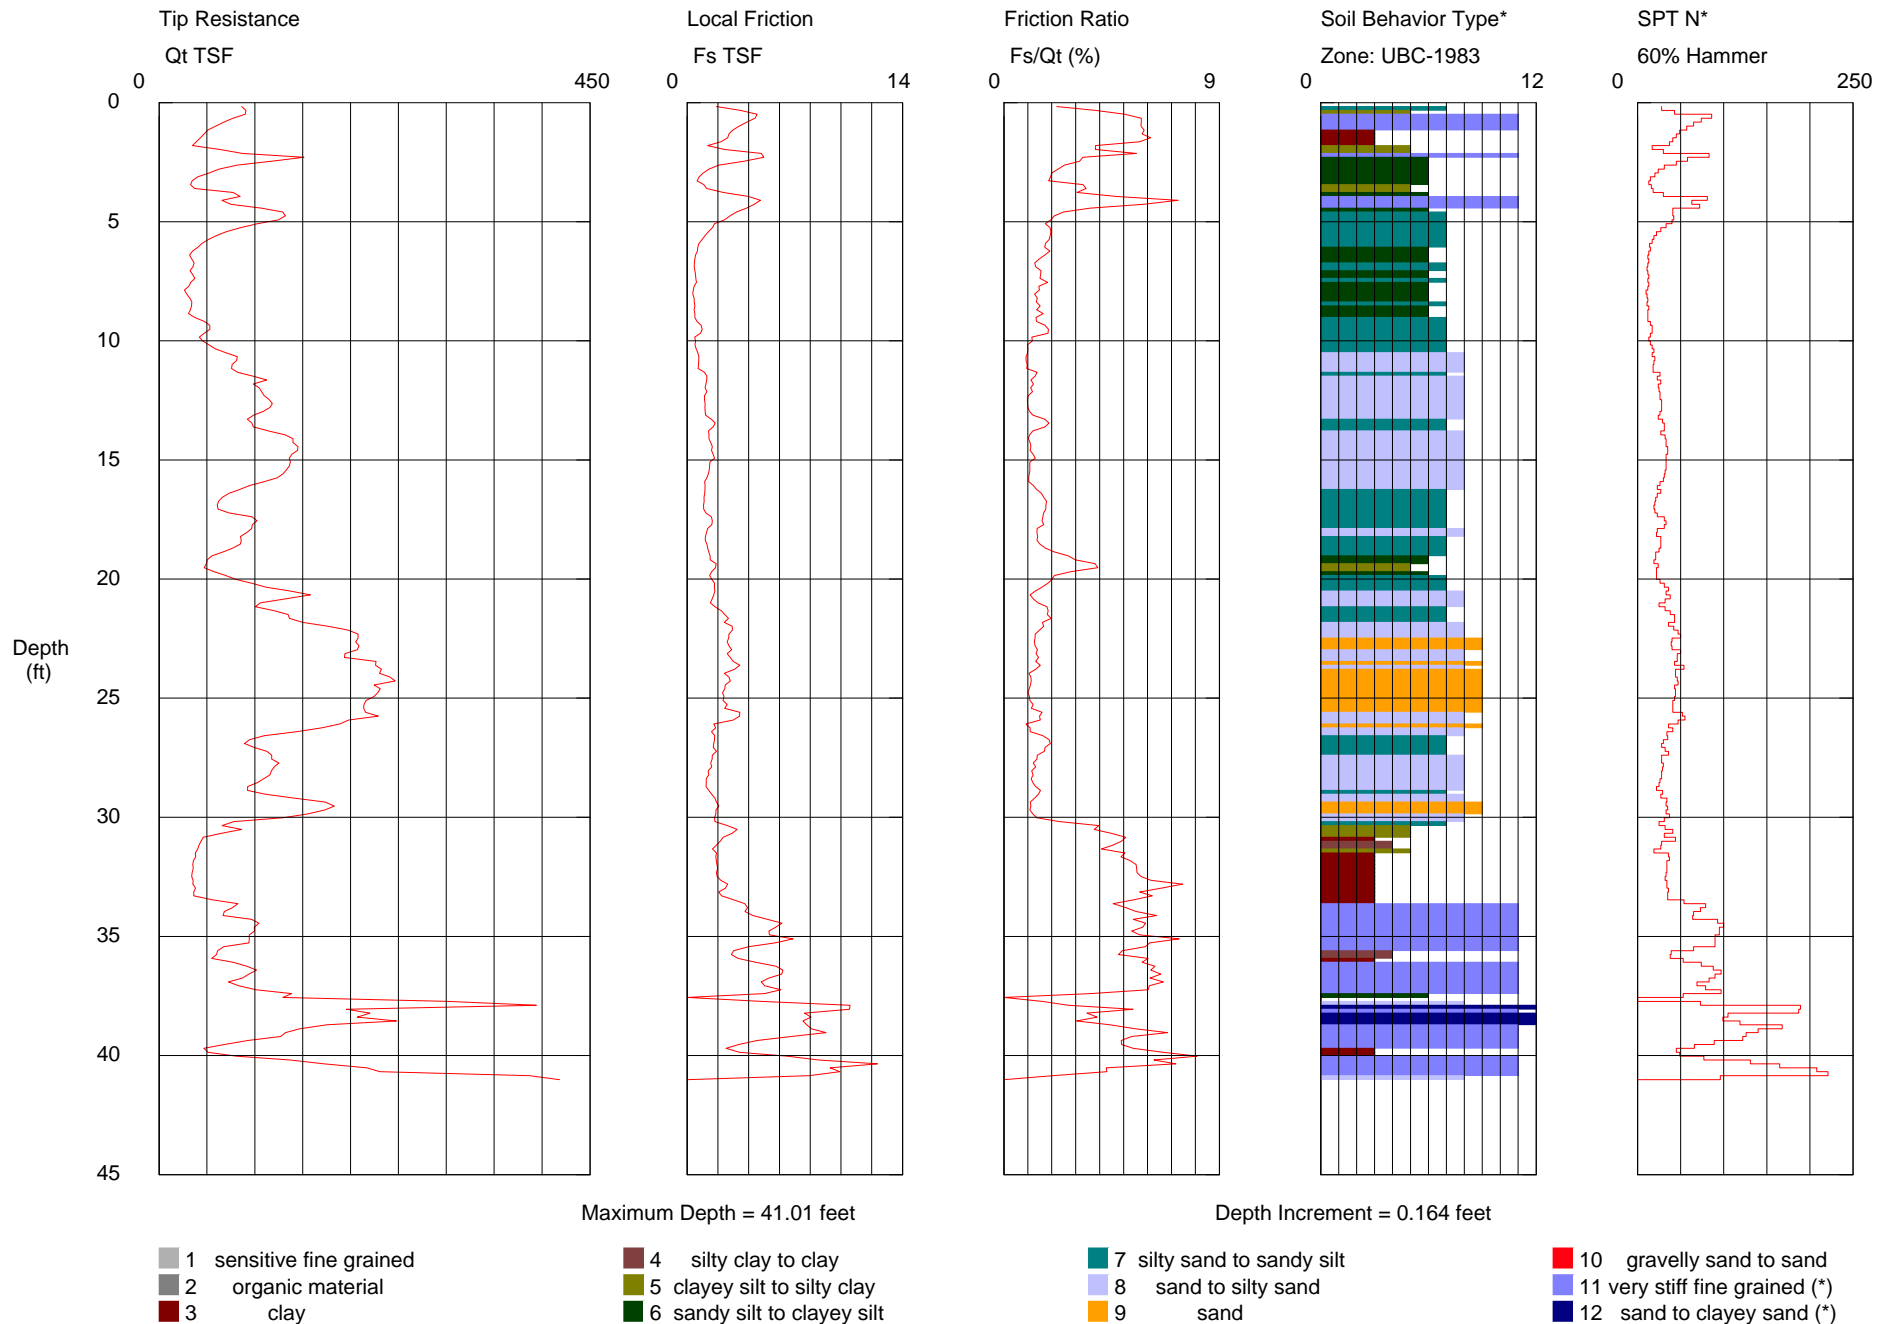 Tip Resistance
Local Friction
Friction Ratio
Soil Behavior Type*
SPT N*
Qt TSF
Fs TSF
Fs/Qt (%)
Zone: UBC-1983
60% Hammer
0 450
0 14
0 9
0 12
0 250
0
5
10
15
20
25
30
35
40
45
Depth
(ft)
Maximum Depth = 41.01 feet
Depth Increment = 0.164 feet
1 sensitive fine grained
2 organic material
3 clay
4 silty clay to clay
5 clayey silt to silty clay
6 sandy silt to clayey silt
7 silty sand to sandy silt
8 sand to silty sand
9 sand
10 gravelly sand to sand
11 very stiff fine grained (*)
12 sand to clayey sand (*)